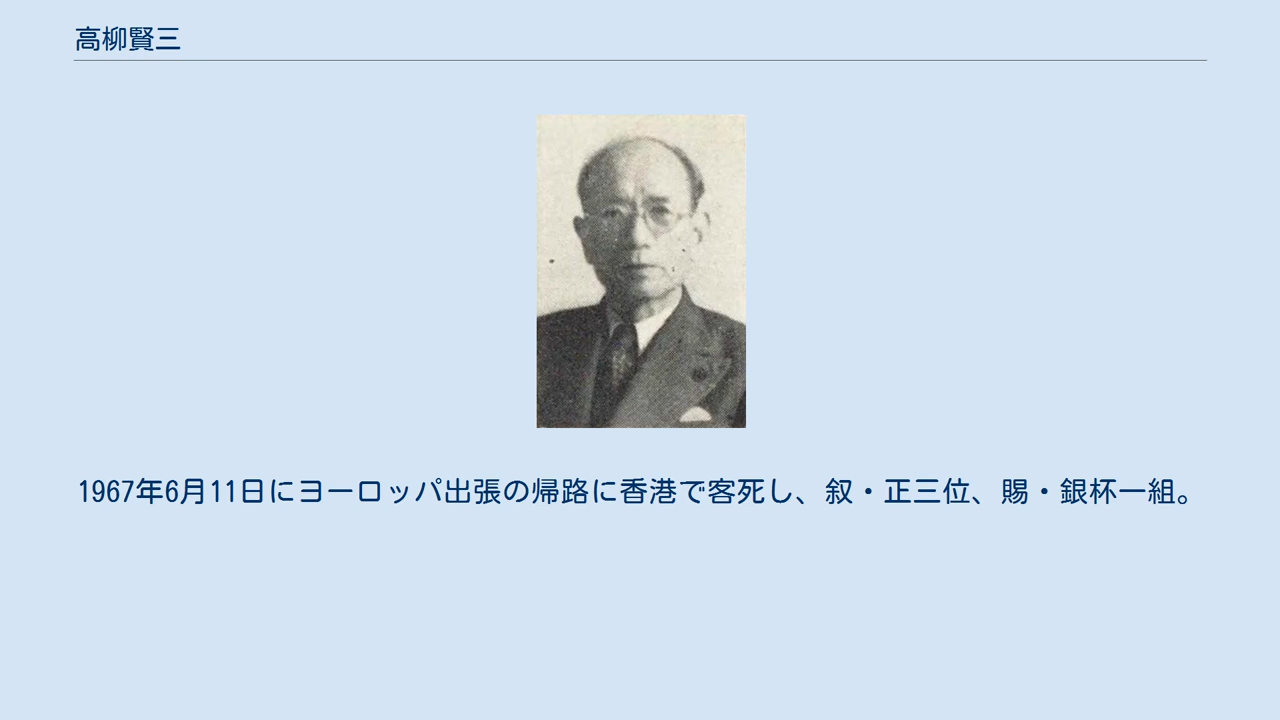 高柳賢三
1967年6月11日にヨーロッパ出張の帰路に香港で客死し、叙・正三位、賜・銀杯一組。